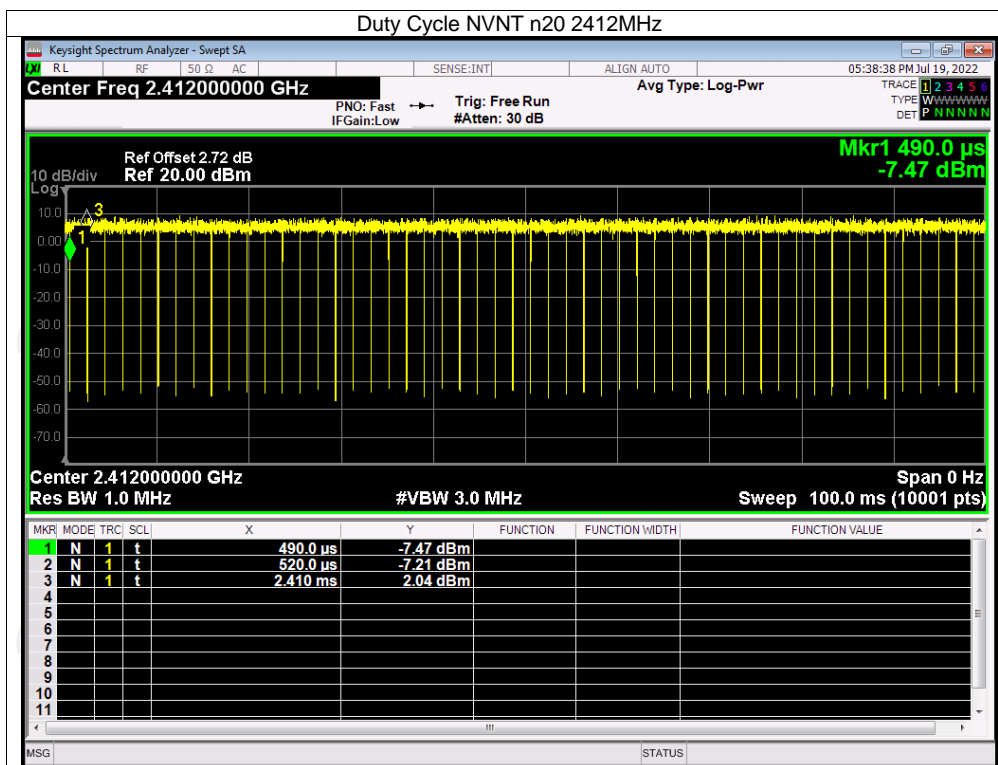 Duty Cycle NVNT n20 2412MHz
Keysight Spectrum Analyzer - Swept SA
LXI RL RF 50 Ω AC SENSE:INT ALIGN AUTO 05:38:38 PM Jul 19, 2022
Center Freq 2.412000000 GHz
PNO: Fast
IFGain:Low
Trig: Free Run
#Atten: 30 dB
Avg Type: Log-Pwr
TRACE 1 2 3 4 5 6
TYPE WWWWWW
DET P N N N N N
Mkr1 490.0 µs
-7.47 dBm
Ref Offset 2.72 dB
10 dB/div Ref 20.00 dBm
Log
10.0
0.00
-10.0
-20.0
-30.0
-40.0
-50.0
-60.0
-70.0
3
1
Center 2.412000000 GHz Span 0 Hz
Res BW 1.0 MHz #VBW 3.0 MHz Sweep 100.0 ms (10001 pts)
MKR MODE TRC SCL X Y FUNCTION FUNCTION WIDTH FUNCTION VALUE
1 N 1 t 490.0 µs -7.47 dBm
2 N 1 t 520.0 µs -7.21 dBm
3 N 1 t 2.410 ms 2.04 dBm
4
5
6
7
8
9
10
11
MSG STATUS